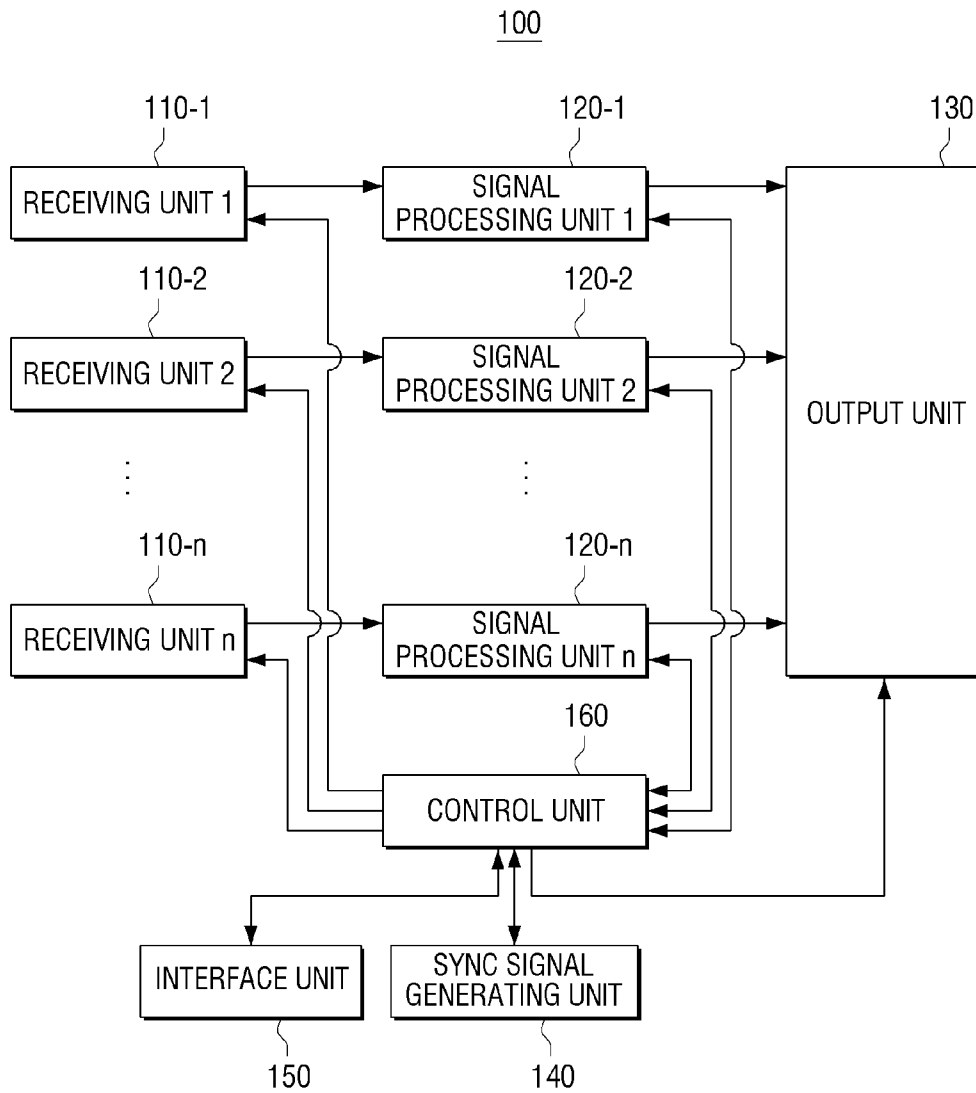 100
110-1
120-1
130
RECEIVING UNIT 1
SIGNAL
PROCESSING UNIT 1
110-2
120-2
RECEIVING UNIT 2
SIGNAL
PROCESSING UNIT 2
OUTPUT UNIT
110-n
120-n
RECEIVING UNIT n
SIGNAL
PROCESSING UNIT n
160
CONTROL UNIT
INTERFACE UNIT
SYNC SIGNAL
GENERATING UNIT
150
140